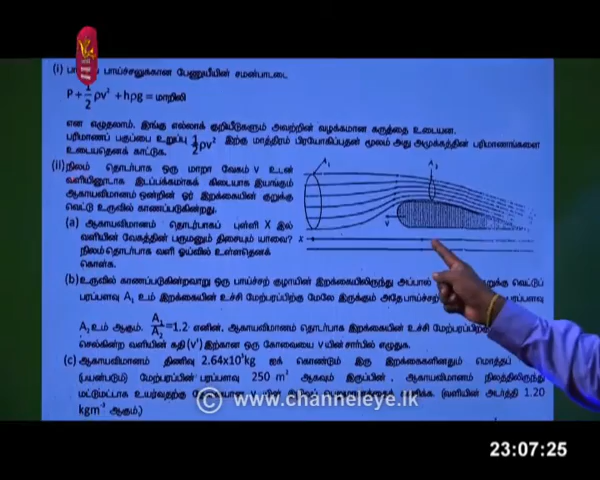 (i) பாய்ச்சலுக்கான பேணூயீயின் சமன்பாடடை
P + 1/2 ρv² + hρg = மாறிலி
என எழுதலாம். இங்கு எல்லாக் குறியீடுகளும் அவற்றின் வழக்கமான கருத்தை உடையன.
பரிமாணப் பகுப்பை உறுப்பு 1/2 ρv² இற்கு மாத்திரம் பிரயோகிப்பதன் மூலம் அது அமுக்கத்தின் பரிமாணங்களை
உடையதெனக் காட்டுக.
(ii) நிலம் தொடர்பாக ஒரு மாறா வேகம் v உடன்
வளியினூடாக இடப்பக்கமாகக் கிடையாக இயங்கும்
ஆகாயவிமானம் ஒன்றின் ஓர் இறக்கையின் குறுக்கு
வெட்டு உருவில் காணப்படுகின்றது.
A₁
A₂
v
x
(a) ஆகாயவிமானம் தொடர்பாகப் புள்ளி X இல்
வளியின் வேகத்தின் பருமனும் திசையும் யாவை?
நிலம்தொடர்பாக வளி ஓய்வில் உள்ளதெனக்
கொள்க.
(b) உருவில் காணப்படுகின்றவாறு ஒரு பாய்ச்சற் குழாயின் இறக்கையிலிருந்து அப்பால் குறுக்கு வெட்டுப்
பரப்பளவு A₁ உம் இறக்கையின் உச்சி மேற்பரப்பிற்கு மேலே இருக்கும் அதே பாய்ச்சற் பரப்பளவு
A₂ உம் ஆகும். A₁/A₂ =1.2 எனின், ஆகாயவிமானம் தொடர்பாக இறக்கையின் உச்சி மேற்பரப்பிற்கு
செல்கின்ற வளியின் கதி (v') இற்கான ஒரு கோவையை v யின் சார்பில் எழுதுக.
(c) ஆகாயவிமானம் திணிவு 2.64x10⁴kg ஐக் கொண்டும் இரு இறக்கைகளினதும் மொத்தப்
(பயன்படும்) மேற்பரப்பின் பரப்பளவு 250 m² ஆகவும் இருப்பின், ஆகாயவிமானம் நிலத்திலிருந்து
மட்டுமட்டாக உயர்வதற்கு v யின் (வளியின் அடர்த்தி 1.20
kgm⁻³ ஆகும்.)
© www.channeleye.lk
23:07:25